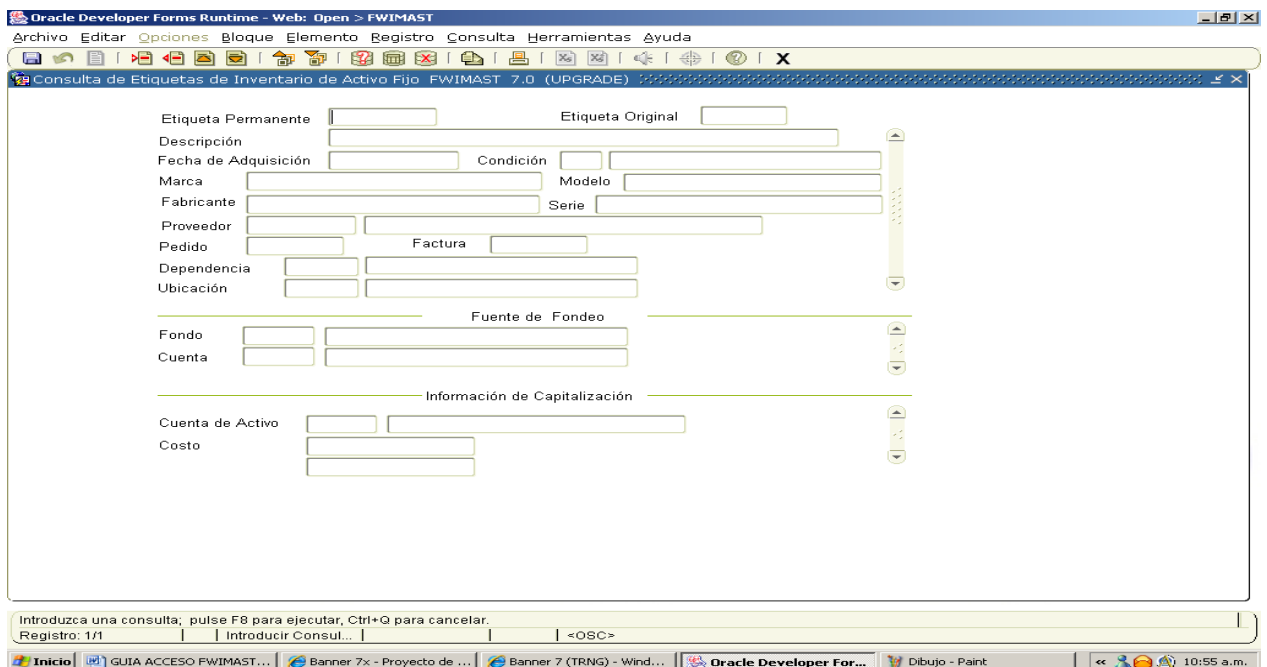 Oracle Developer Forms Runtime - Web: Open > FWIMAST
Archivo Editar Opciones Bloque Elemento Registro Consulta Herramientas Ayuda
Consulta de Etiquetas de Inventario de Activo Fijo FWIMAST 7.0 (UPGRADE)
Etiqueta Permanente Etiqueta Original
Descripción
Fecha de Adquisición Condición
Marca Modelo
Fabricante Serie
Proveedor
Pedido Factura
Dependencia
Ubicación
Fuente de Fondeo
Fondo
Cuenta
Información de Capitalización
Cuenta de Activo
Costo
Introduzca una consulta; pulse F8 para ejecutar, Ctrl+Q para cancelar.
Registro: 1/1 Introducir Consul... <OSC>
Inicio GUIA ACCESO FWIMAST... Banner 7x - Proyecto de ... Banner 7 (TRNG) - Wind... Oracle Developer For... Dibujo - Paint « 10:55 a.m.